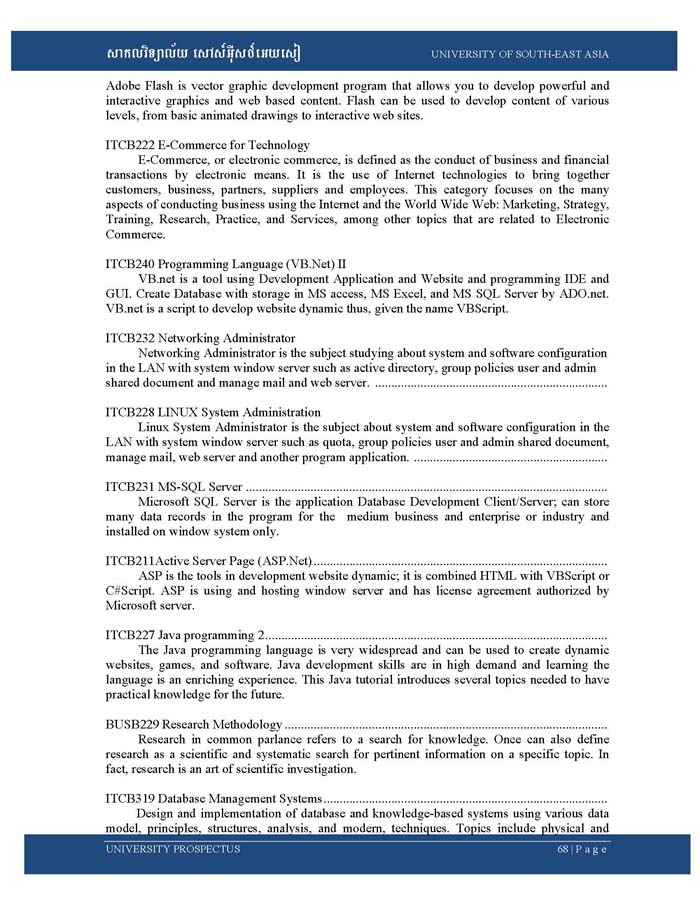 សាកលវិទ្យាល័យ សៅស៍អ៊ីសថ៍អេយសៀ UNIVERSITY OF SOUTH-EAST ASIA
Adobe Flash is vector graphic development program that allows you to develop powerful and
interactive graphics and web based content. Flash can be used to develop content of various
levels, from basic animated drawings to interactive web sites.
ITCB222 E-Commerce for Technology
E-Commerce, or electronic commerce, is defined as the conduct of business and financial
transactions by electronic means. It is the use of Internet technologies to bring together
customers, business, partners, suppliers and employees. This category focuses on the many
aspects of conducting business using the Internet and the World Wide Web: Marketing, Strategy,
Training, Research, Practice, and Services, among other topics that are related to Electronic
Commerce.
ITCB240 Programming Language (VB.Net) II
VB.net is a tool using Development Application and Website and programming IDE and
GUI. Create Database with storage in MS access, MS Excel, and MS SQL Server by ADO.net.
VB.net is a script to develop website dynamic thus, given the name VBScript.
ITCB232 Networking Administrator
Networking Administrator is the subject studying about system and software configuration
in the LAN with system window server such as active directory, group policies user and admin
shared document and manage mail and web server. ........................................................................
ITCB228 LINUX System Administration
Linux System Administrator is the subject about system and software configuration in the
LAN with system window server such as quota, group policies user and admin shared document,
manage mail, web server and another program application. ............................................................
ITCB231 MS-SQL Server ................................................................................................................
Microsoft SQL Server is the application Database Development Client/Server; can store
many data records in the program for the medium business and enterprise or industry and
installed on window system only.
ITCB211Active Server Page (ASP.Net)...........................................................................................
ASP is the tools in development website dynamic; it is combined HTML with VBScript or
C#Script. ASP is using and hosting window server and has license agreement authorized by
Microsoft server.
ITCB227 Java programming 2..........................................................................................................
The Java programming language is very widespread and can be used to create dynamic
websites, games, and software. Java development skills are in high demand and learning the
language is an enriching experience. This Java tutorial introduces several topics needed to have
practical knowledge for the future.
BUSB229 Research Methodology ....................................................................................................
Research in common parlance refers to a search for knowledge. Once can also define
research as a scientific and systematic search for pertinent information on a specific topic. In
fact, research is an art of scientific investigation.
ITCB319 Database Management Systems........................................................................................
Design and implementation of database and knowledge-based systems using various data
model, principles, structures, analysis, and modern, techniques. Topics include physical and
UNIVERSITY PROSPECTUS 68 | P a g e